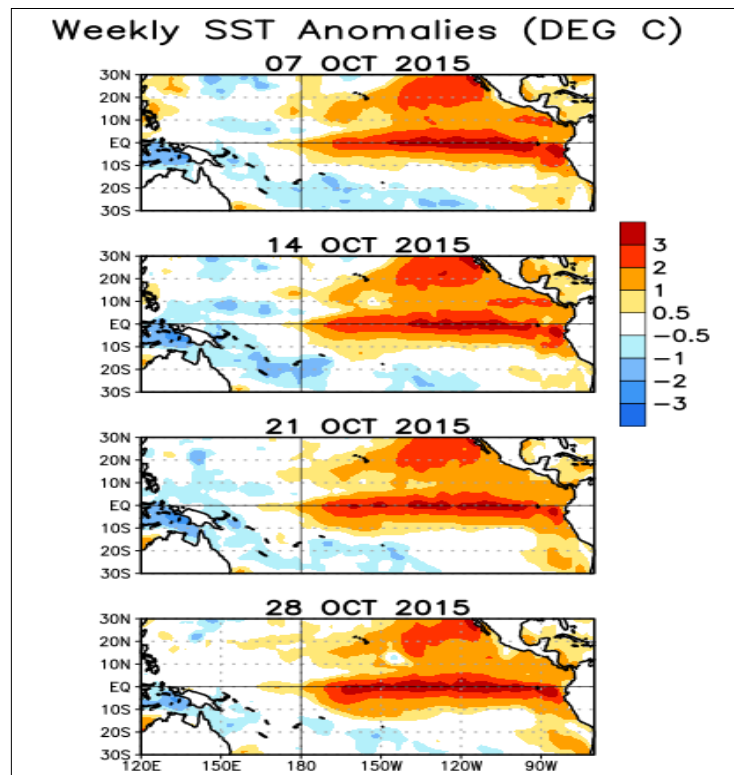 Weekly SST Anomalies (DEG C)
07 OCT 2015
30N
20N
10N
EQ
10S
20S
30S
14 OCT 2015
30N
20N
10N
EQ
10S
20S
30S
3
2
1
0.5
−0.5
−1
−2
−3
21 OCT 2015
30N
20N
10N
EQ
10S
20S
30S
28 OCT 2015
30N
20N
10N
EQ
10S
20S
30S
120E 150E 180 150W 120W 90W